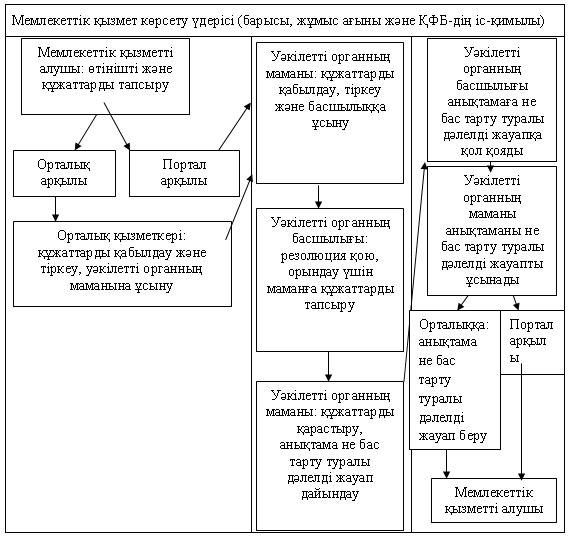 Мемлекеттік қызмет көрсету үдерісі (барысы, жұмыс ағыны және ҚФБ-дің іс-қимылы)
Мемлекеттік қызметті
алушы: өтінішті және
құжаттарды тапсыру
Орталық
арқылы
Портал
арқылы
Орталық қызметкері:
құжаттарды қабылдау және
тіркеу, уәкілетті органның
маманына ұсыну
Уәкілетті органның
маманы: құжаттарды
қабылдау, тіркеу
және басшылыққа
ұсыну
Уәкілетті органның
басшылығы:
резолюция қою,
орындау үшін
маманға құжаттарды
тапсыру
Уәкілетті органның
маманы: құжаттарды
қарастыру,
анықтама не бас
тарту туралы
дәлелді жауап
дайындау
Уәкілетті
органның
басшылығы
анықтамаға не
бас тарту туралы
дәлелді жауапқа
қол қояды
Уәкілетті
органның
маманы
анықтаманы не
бас тарту туралы
дәлелді жауапты
ұсынады
Орталыққа:
анықтама
не бас
тарту
туралы
дәлелді
жауап беру
Портал
арқыл
ы
Мемлекеттік
қызметті алушы